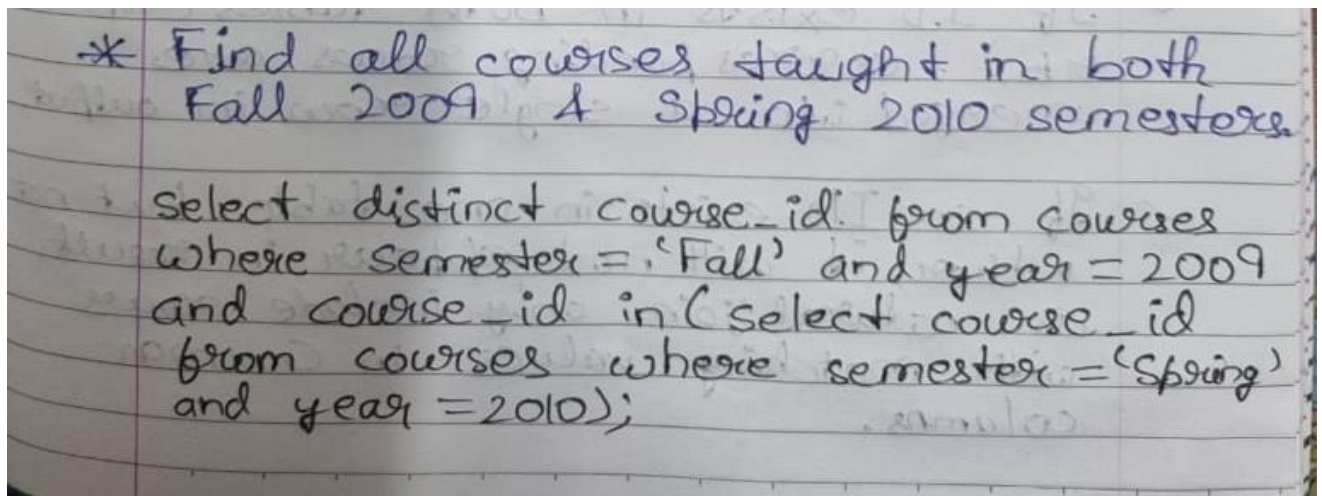 * Find all courses taught in both
Fall 2009 & Spring 2010 semesters.
select distinct course_id from courses
where semester = 'Fall' and year = 2009
and course_id in (select course_id
from courses where semester = 'Spring'
and year = 2010);
columns.